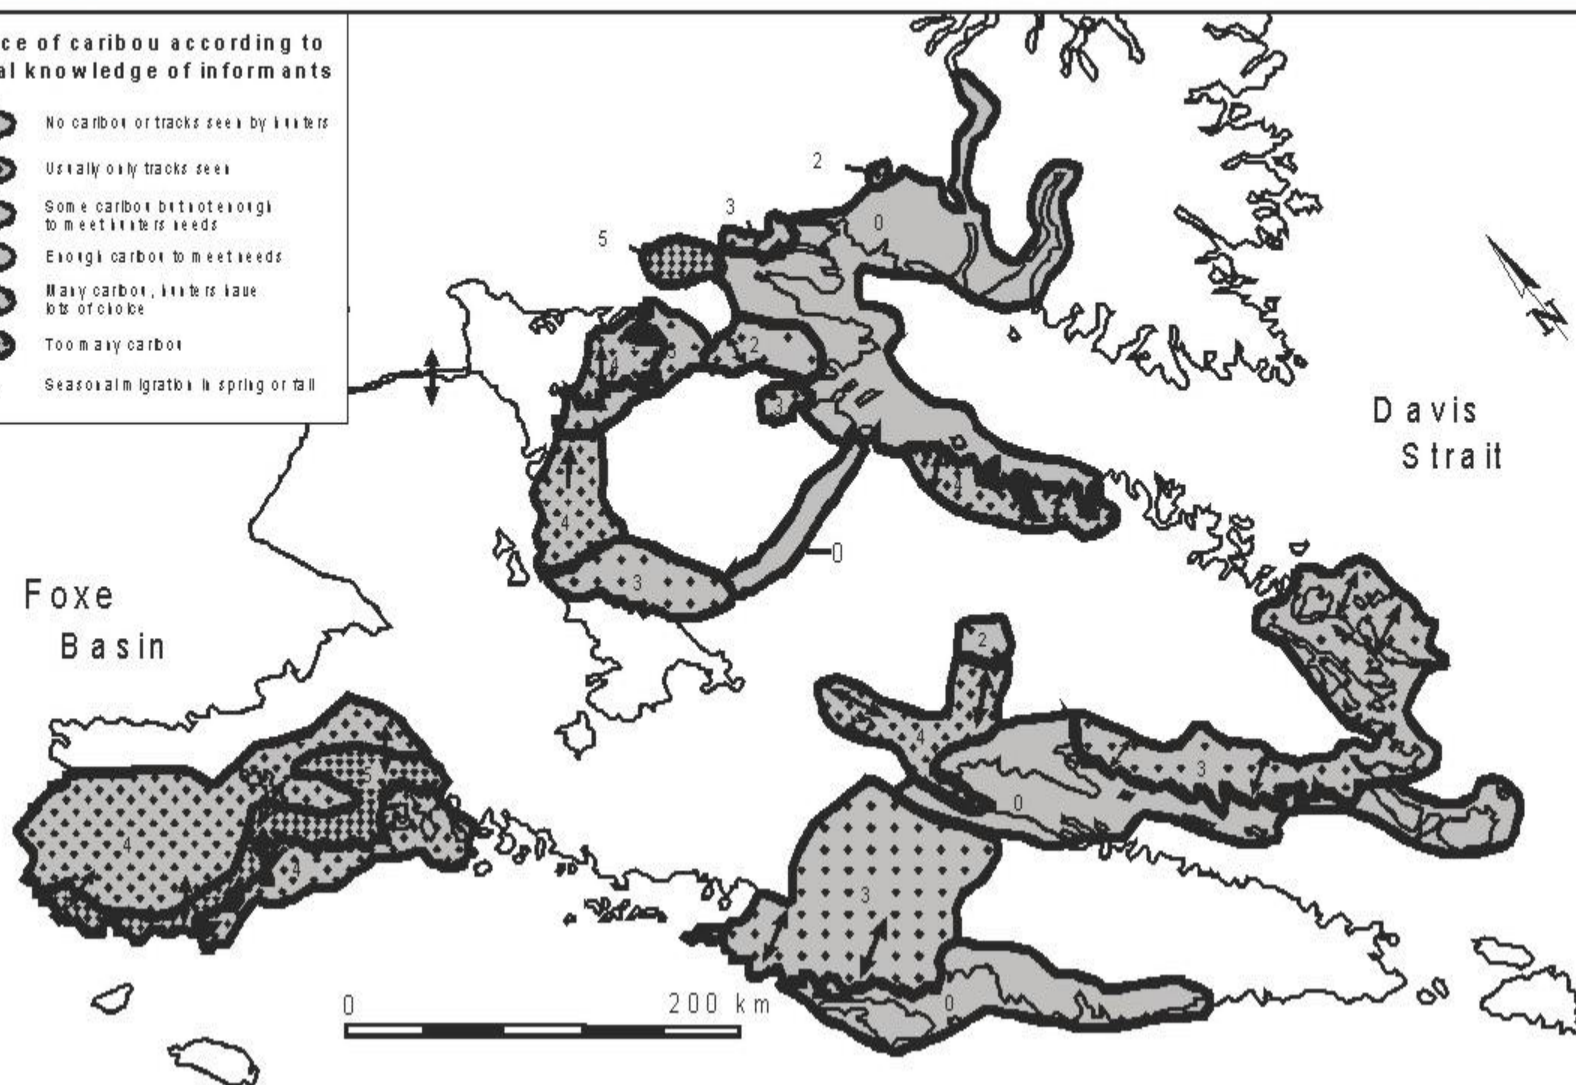 ce of caribou according to
al knowledge of informants
No caribou or tracks seen by hunters
Usually only tracks seen
Some caribou but not enough
to meet hunters needs
Enough caribou to meet needs
Many caribou, hunters have
lots of choice
Too many caribou
Seasonal migration in spring or fall
2
3
5
0
4
3
2
3
4
4
3
0
Davis
Strait
N
Foxe
Basin
2
4
3
0
5
4
4
3
0
0 200 km